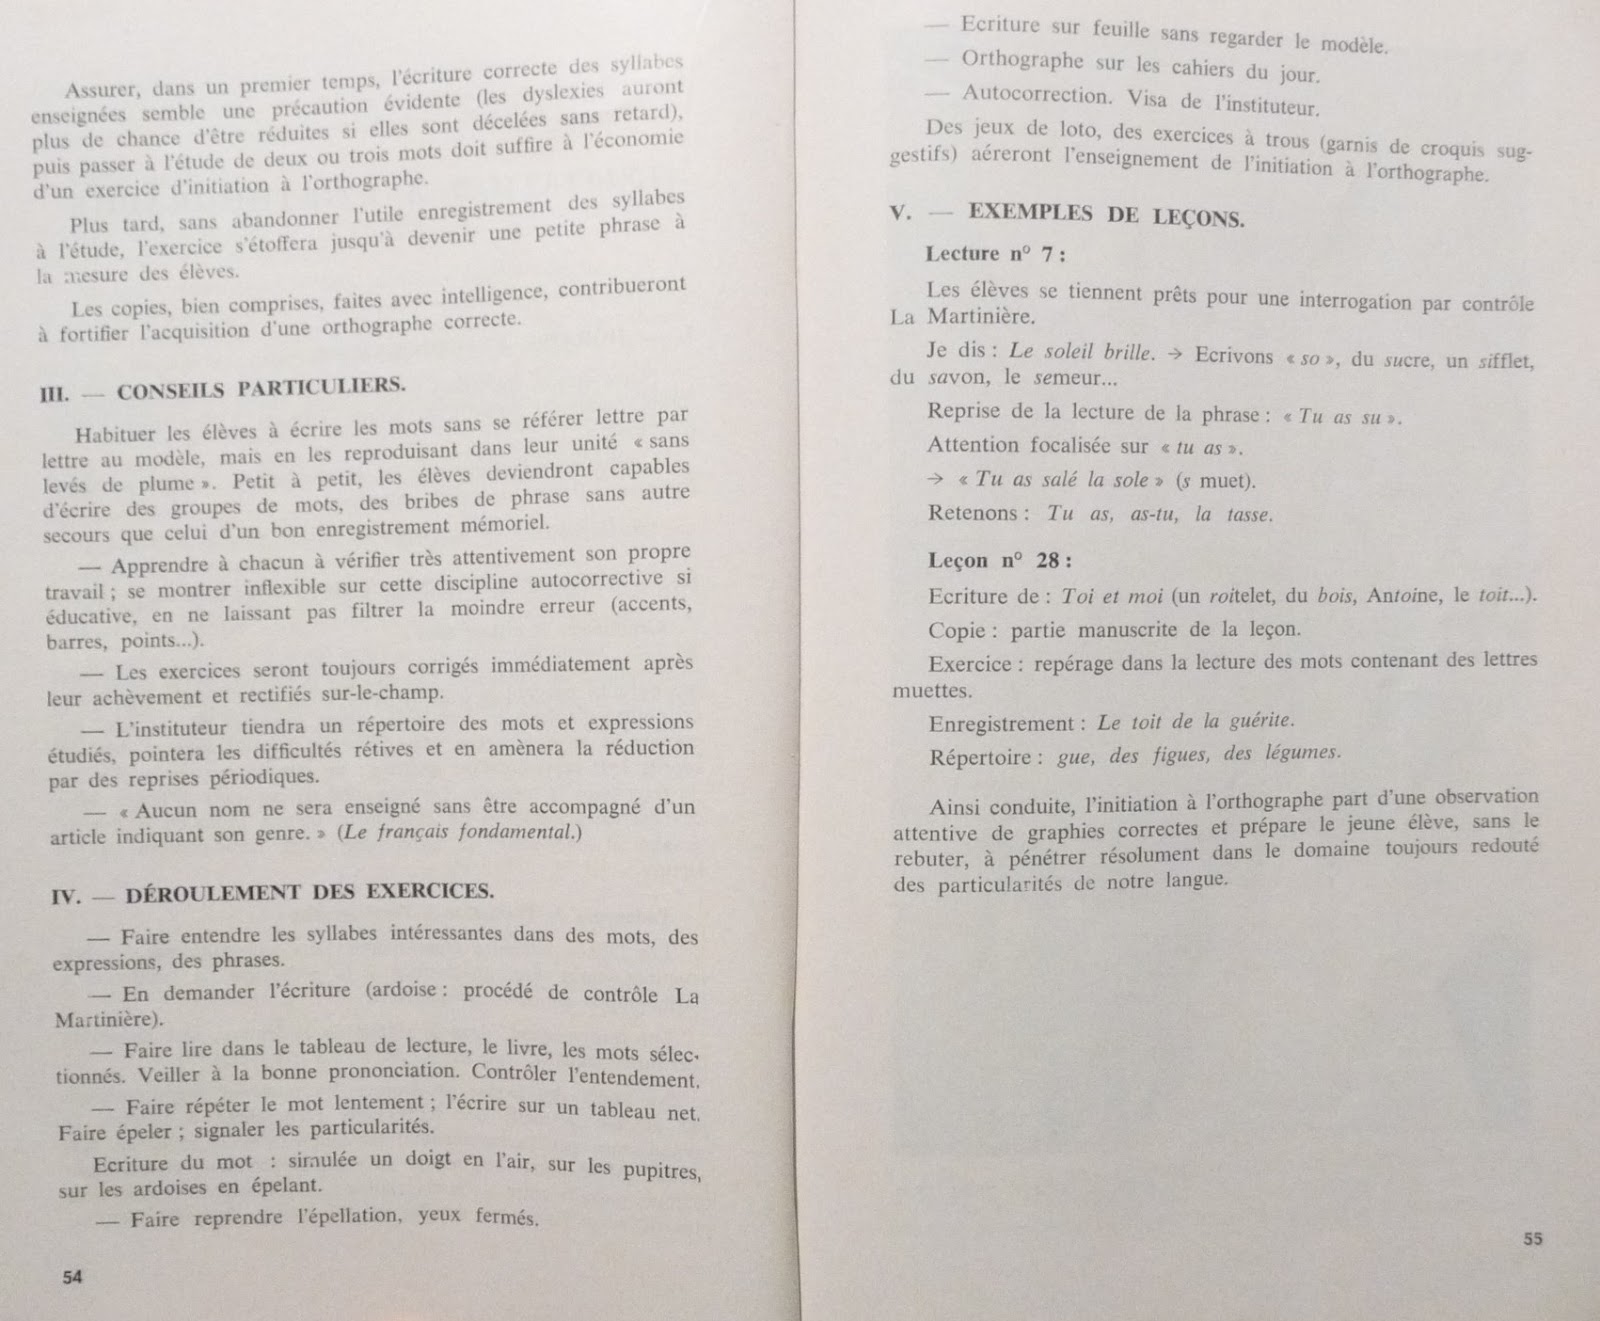 Assurer, dans un premier temps, l'écriture correcte des syllabes
enseignées semble une précaution évidente (les dyslexies auront
plus de chance d'être réduites si elles sont décelées sans retard),
puis passer à l'étude de deux ou trois mots doit suffire à l'économie
d'un exercice d'initiation à l'orthographe.
Plus tard, sans abandonner l'utile enregistrement des syllabes
à l'étude, l'exercice s'étoffera jusqu'à devenir une petite phrase à
la mesure des élèves.
Les copies, bien comprises, faites avec intelligence, contribueront
à fortifier l'acquisition d'une orthographe correcte.
III. — CONSEILS PARTICULIERS.
Habituer les élèves à écrire les mots sans se référer lettre par
lettre au modèle, mais en les reproduisant dans leur unité « sans
levés de plume ». Petit à petit, les élèves deviendront capables
d'écrire des groupes de mots, des bribes de phrase sans autre
secours que celui d'un bon enregistrement mémoriel.
— Apprendre à chacun à vérifier très attentivement son propre
travail ; se montrer inflexible sur cette discipline autocorrective si
éducative, en ne laissant pas filtrer la moindre erreur (accents,
barres, points...).
— Les exercices seront toujours corrigés immédiatement après
leur achèvement et rectifiés sur-le-champ.
— L'instituteur tiendra un répertoire des mots et expressions
étudiés, pointera les difficultés rétives et en amènera la réduction
par des reprises périodiques.
— « Aucun nom ne sera enseigné sans être accompagné d'un
article indiquant son genre. » (Le français fondamental.)
IV. — DÉROULEMENT DES EXERCICES.
— Faire entendre les syllabes intéressantes dans des mots, des
expressions, des phrases.
— En demander l'écriture (ardoise : procédé de contrôle La
Martinière).
— Faire lire dans le tableau de lecture, le livre, les mots sélec-
tionnés. Veiller à la bonne prononciation. Contrôler l'entendement.
— Faire répéter le mot lentement ; l'écrire sur un tableau net.
Faire épeler ; signaler les particularités.
Ecriture du mot : simulée un doigt en l'air, sur les pupitres,
sur les ardoises en épelant.
— Faire reprendre l'épellation, yeux fermés.
54
— Ecriture sur feuille sans regarder le modèle.
— Orthographe sur les cahiers du jour.
— Autocorrection. Visa de l'instituteur.
Des jeux de loto, des exercices à trous (garnis de croquis sug-
gestifs) aéreront l'enseignement de l'initiation à l'orthographe.
V. — EXEMPLES DE LEÇONS.
Lecture n° 7 :
Les élèves se tiennent prêts pour une interrogation par contrôle
La Martinière.
Je dis : Le soleil brille. → Ecrivons « so », du sucre, un sifflet,
du savon, le semeur...
Reprise de la lecture de la phrase : « Tu as su ».
Attention focalisée sur « tu as ».
→ « Tu as salé la sole » (s muet).
Retenons : Tu as, as-tu, la tasse.
Leçon n° 28 :
Ecriture de : Toi et moi (un roitelet, du bois, Antoine, le toit...).
Copie : partie manuscrite de la leçon.
Exercice : repérage dans la lecture des mots contenant des lettres
muettes.
Enregistrement : Le toit de la guérite.
Répertoire : gue, des figues, des légumes.
Ainsi conduite, l'initiation à l'orthographe part d'une observation
attentive de graphies correctes et prépare le jeune élève, sans le
rebuter, à pénétrer résolument dans le domaine toujours redouté
des particularités de notre langue.
55